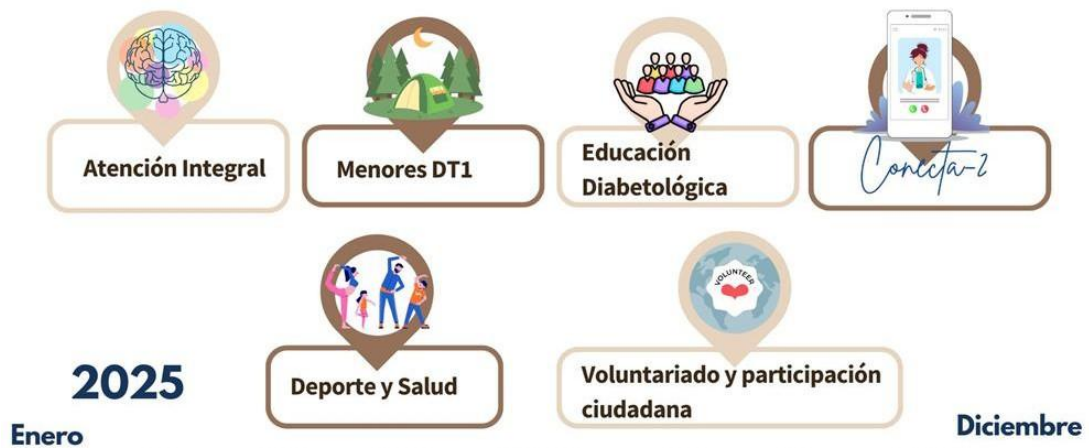 Atención Integral
Menores DT1
Educación
Diabetológica
Conecta-2
VOLUNTEER
Deporte y Salud
Voluntariado y participación
ciudadana
2025
Enero
Diciembre